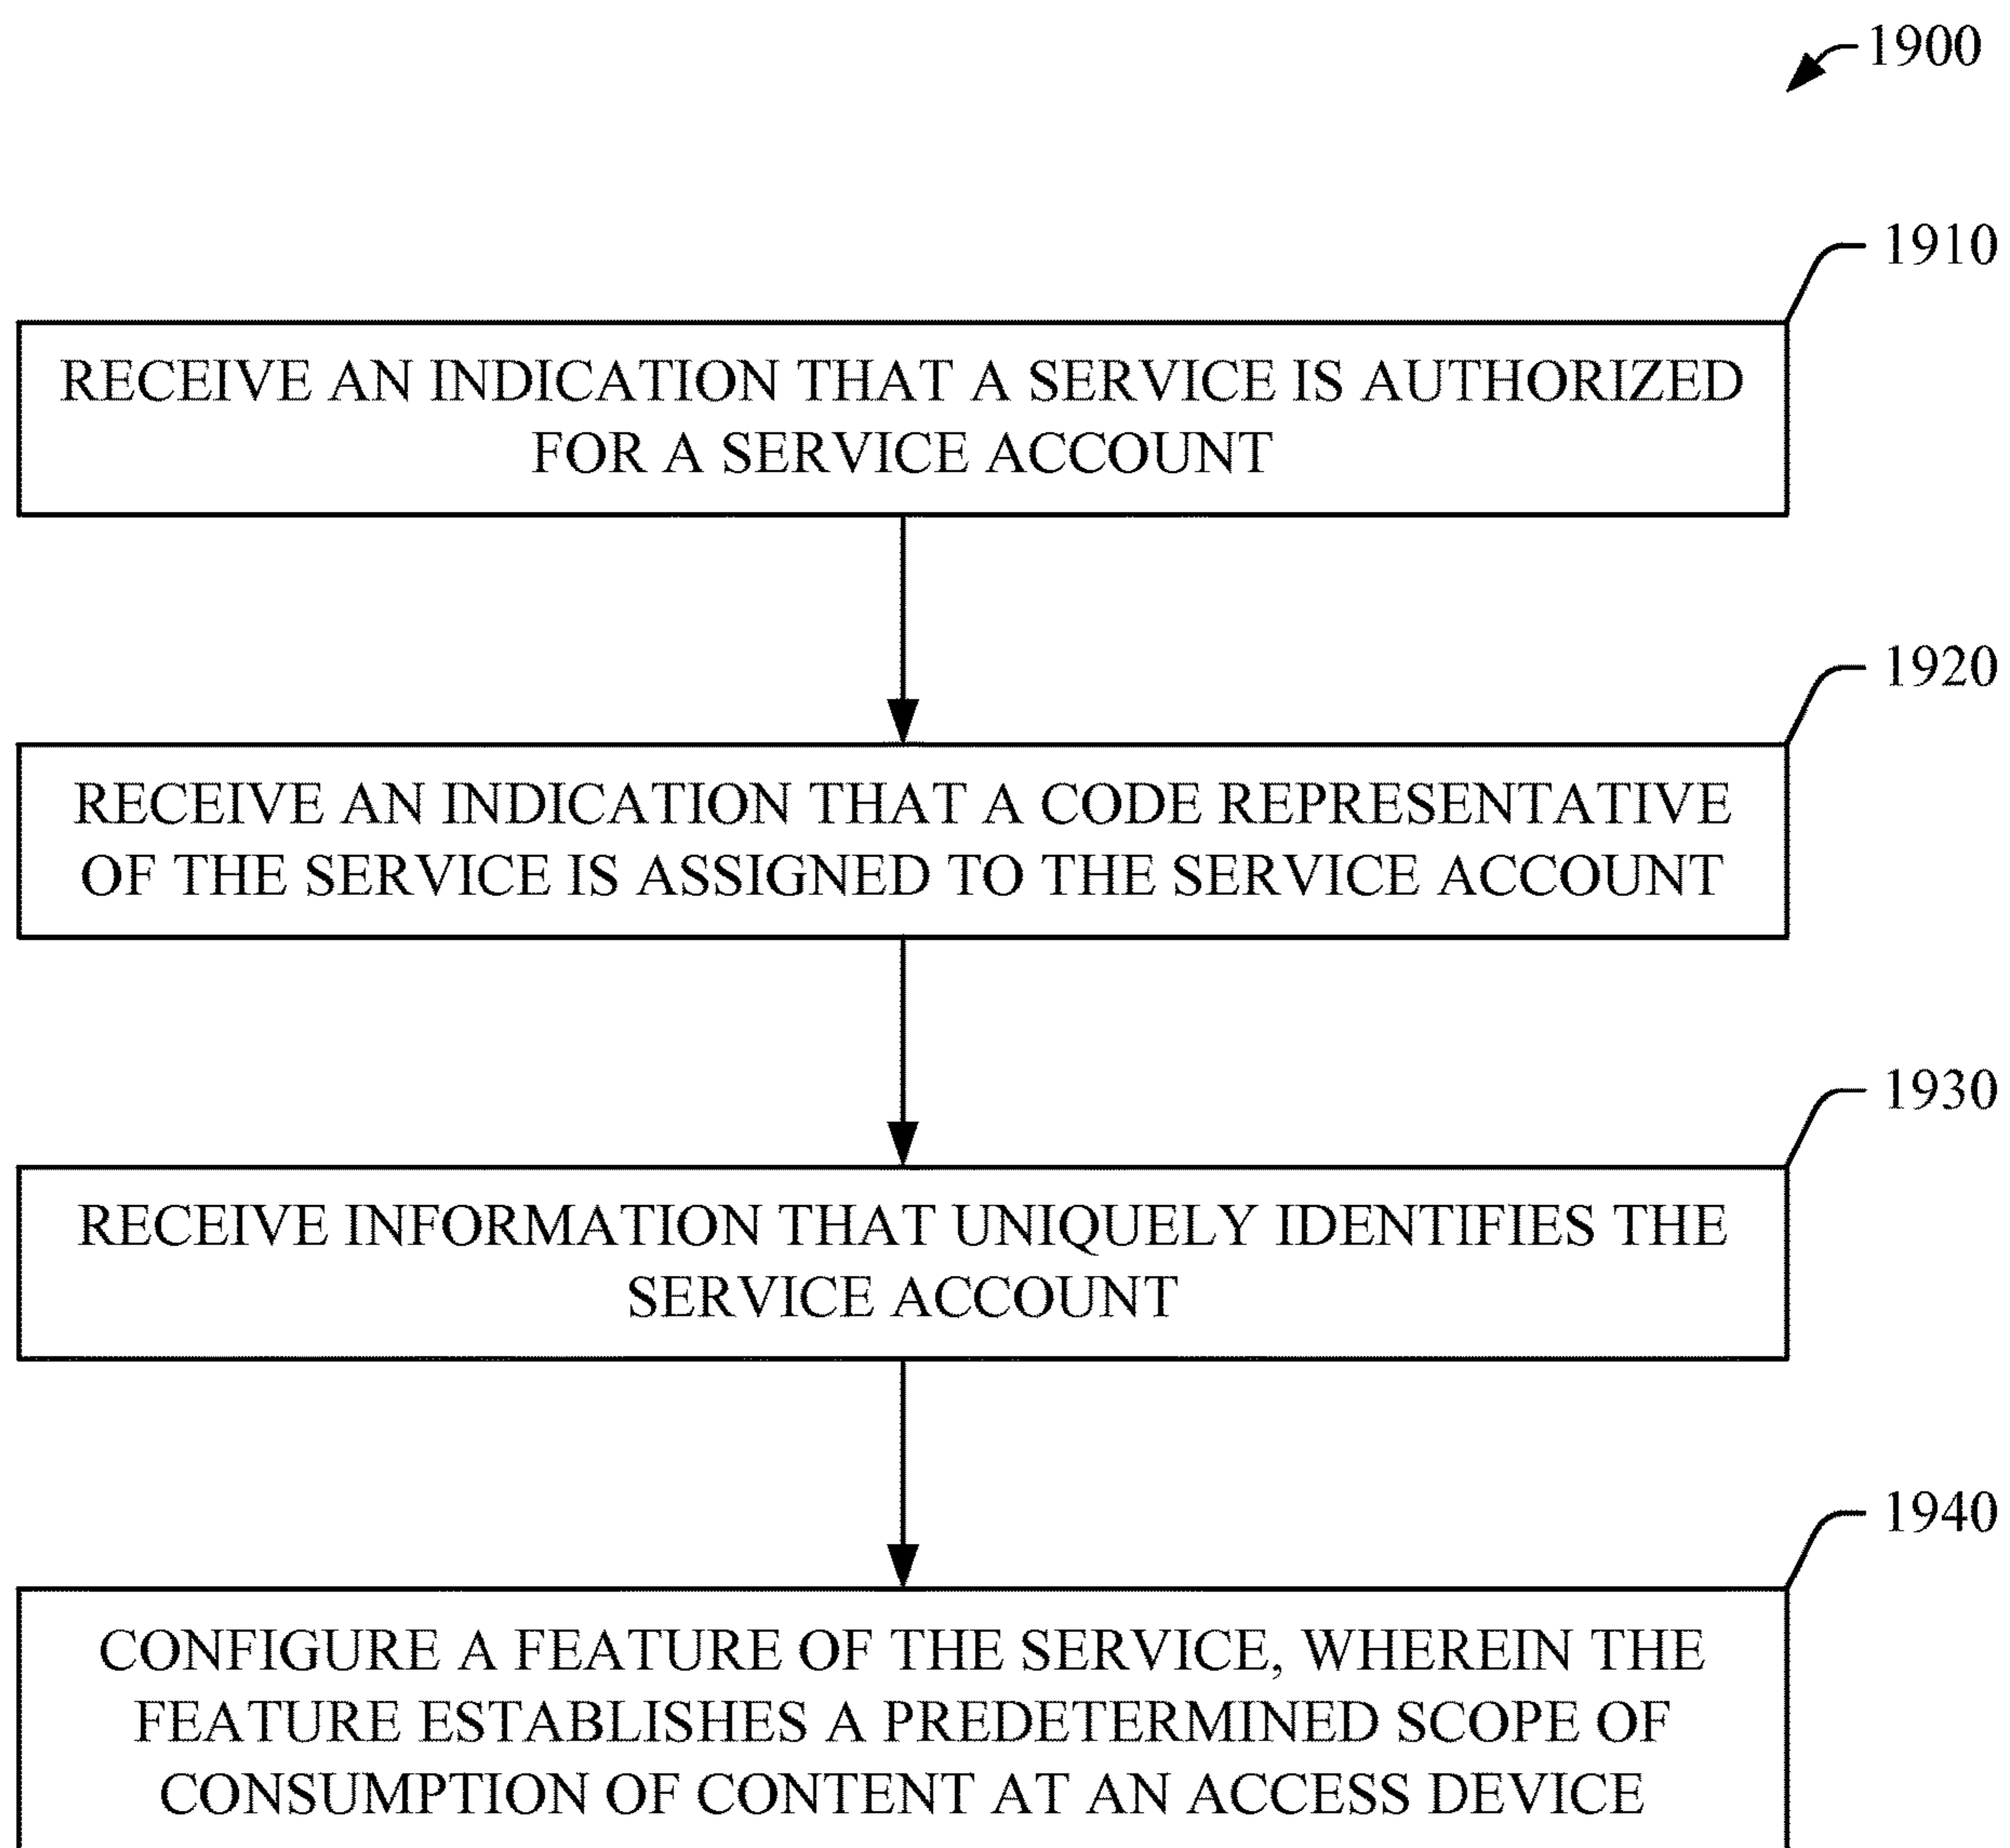 1900
1910
RECEIVE AN INDICATION THAT A SERVICE IS AUTHORIZED
FOR A SERVICE ACCOUNT
1920
RECEIVE AN INDICATION THAT A CODE REPRESENTATIVE
OF THE SERVICE IS ASSIGNED TO THE SERVICE ACCOUNT
1930
RECEIVE INFORMATION THAT UNIQUELY IDENTIFIES THE
SERVICE ACCOUNT
1940
CONFIGURE A FEATURE OF THE SERVICE, WHEREIN THE
FEATURE ESTABLISHES A PREDETERMINED SCOPE OF
CONSUMPTION OF CONTENT AT AN ACCESS DEVICE